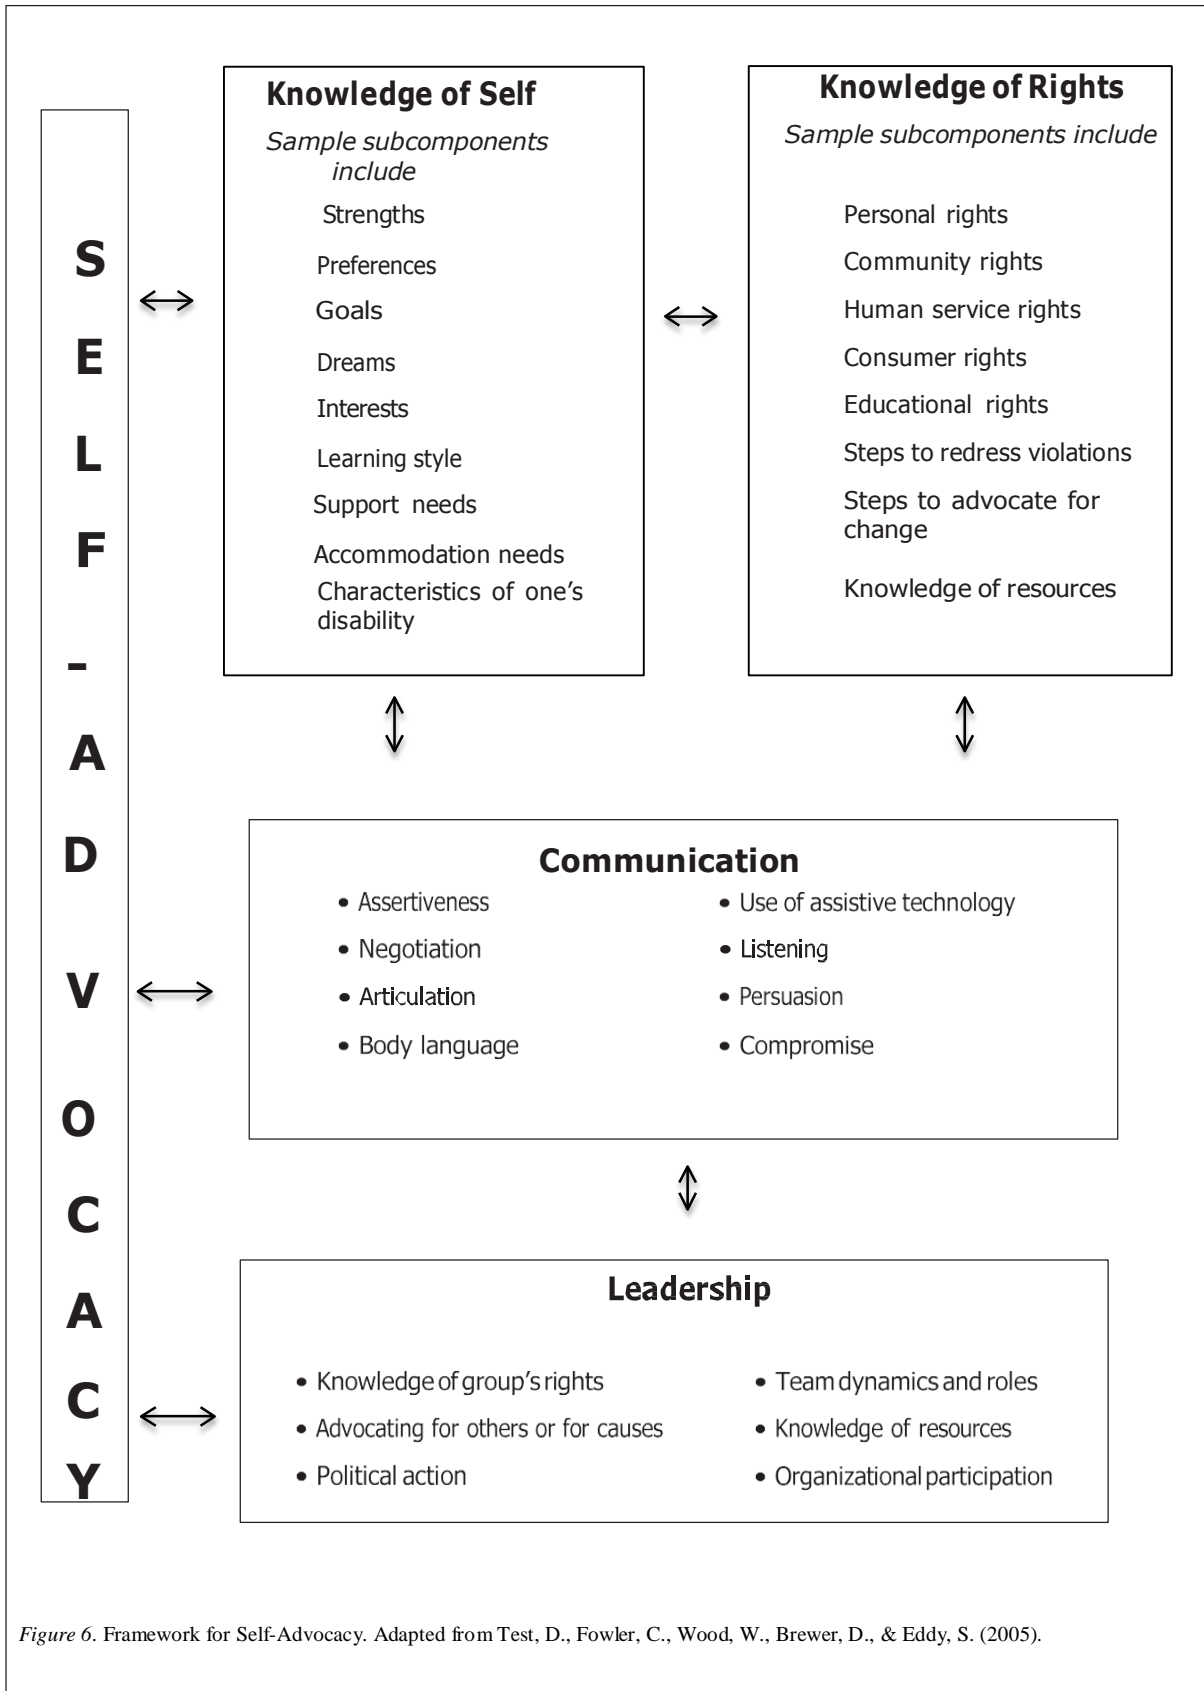 SELF-ADVOCACY
Knowledge of Self
Sample subcomponents
include
Strengths
Preferences
Goals
Dreams
Interests
Learning style
Support needs
Accommodation needs
Characteristics of one's
disability
Knowledge of Rights
Sample subcomponents include
Personal rights
Community rights
Human service rights
Consumer rights
Educational rights
Steps to redress violations
Steps to advocate for
change
Knowledge of resources
Communication
• Assertiveness
• Negotiation
• Articulation
• Body language
• Use of assistive technology
• Listening
• Persuasion
• Compromise
Leadership
• Knowledge of group's rights
• Advocating for others or for causes
• Political action
• Team dynamics and roles
• Knowledge of resources
• Organizational participation
Figure 6. Framework for Self-Advocacy. Adapted from Test, D., Fowler, C., Wood, W., Brewer, D., & Eddy, S. (2005).